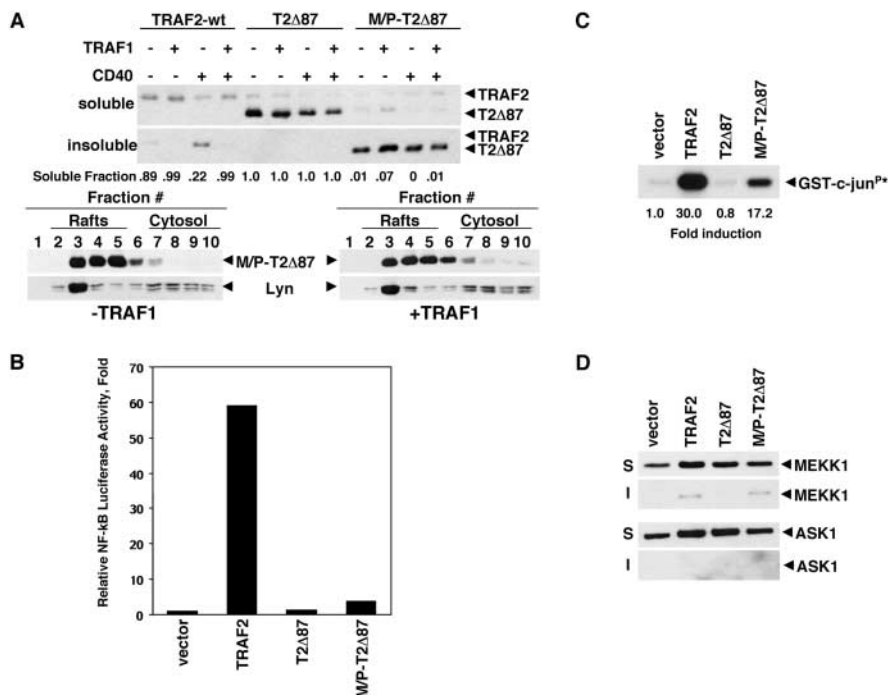 A
TRAF2-wt T2Δ87 M/P-T2Δ87
TRAF1 - + - + - + - + - + - +
CD40 - - + + - - + + - - + +
soluble
TRAF2
T2Δ87
insoluble
TRAF2
T2Δ87
Soluble Fraction .89 .99 .22 .99 1.0 1.0 1.0 1.0 .01 .07 0 .01
Fraction # Fraction #
Rafts Cytosol Rafts Cytosol
1 2 3 4 5 6 7 8 9 10 1 2 3 4 5 6 7 8 9 10
M/P-T2Δ87
Lyn
-TRAF1 +TRAF1
B
Relative NF-kB Luciferase Activity, Fold
70
60
50
40
30
20
10
0
vector TRAF2 T2Δ87 M/P-T2Δ87
C
vector TRAF2 T2Δ87 M/P-T2Δ87
GST-c-junP*
1.0 30.0 0.8 17.2
Fold induction
D
vector TRAF2 T2Δ87 M/P-T2Δ87
S MEKK1
I MEKK1
S ASK1
I ASK1